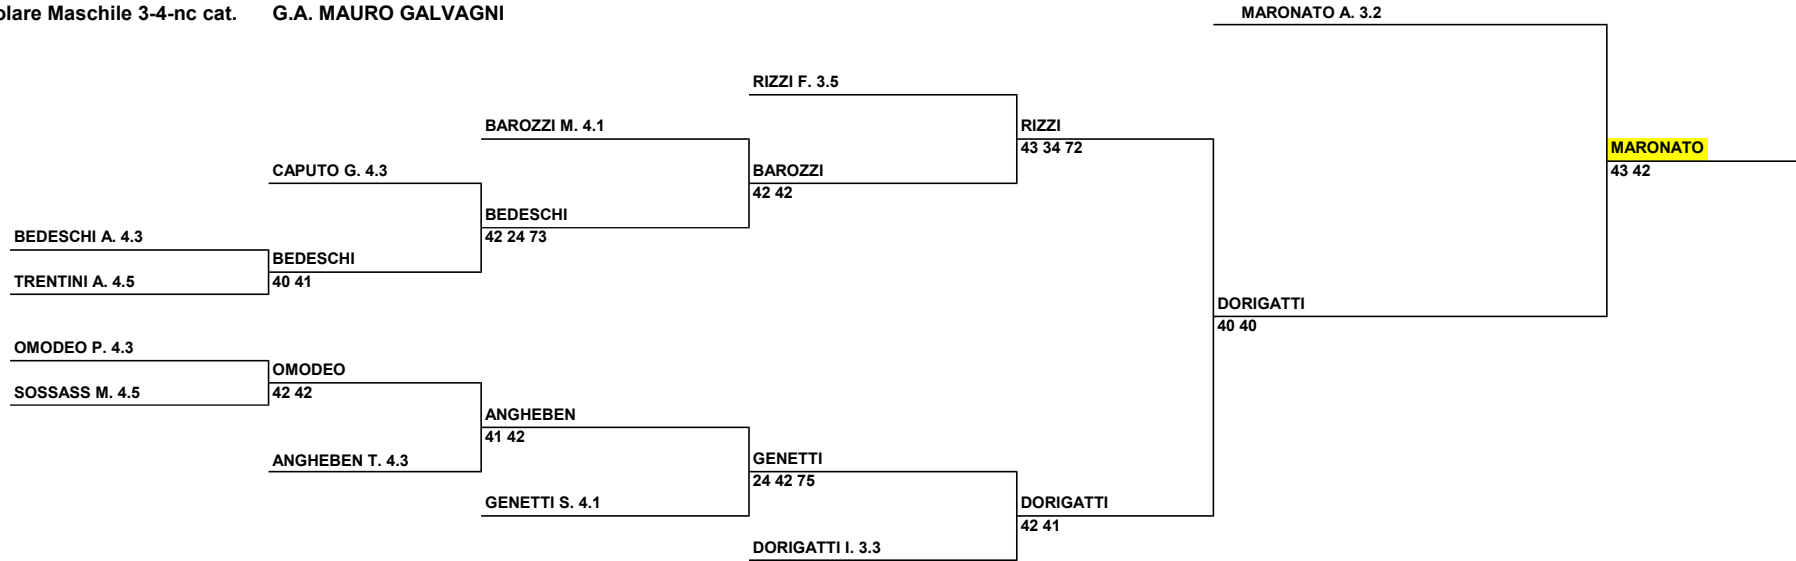 olare Maschile 3-4-nc cat. G.A. MAURO GALVAGNI
MARONATO A. 3.2
RIZZI F. 3.5
BAROZZI M. 4.1
RIZZI
43 34 72
MARONATO
43 42
CAPUTO G. 4.3
BAROZZI
42 42
BEDESCHI
42 24 73
BEDESCHI A. 4.3
BEDESCHI
40 41
TRENTINI A. 4.5
DORIGATTI
40 40
OMODEO P. 4.3
OMODEO
42 42
SOSSASS M. 4.5
ANGHEBEN
41 42
ANGHEBEN T. 4.3
GENETTI
24 42 75
GENETTI S. 4.1
DORIGATTI
42 41
DORIGATTI I. 3.3